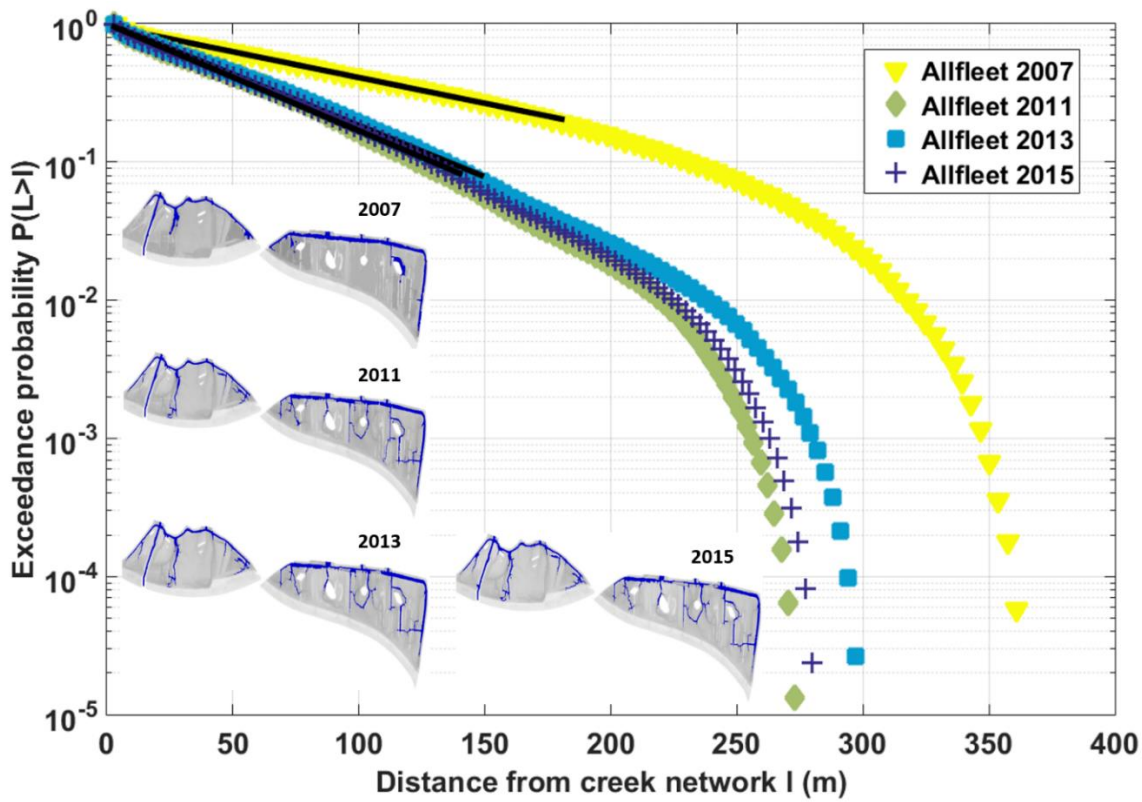 Exceedance probability P(L>l)
10^0
10^-1
10^-2
10^-3
10^-4
10^-5
Allfleet 2007
Allfleet 2011
Allfleet 2013
Allfleet 2015
2007
2011
2013
2015
0 50 100 150 200 250 300 350 400
Distance from creek network l (m)